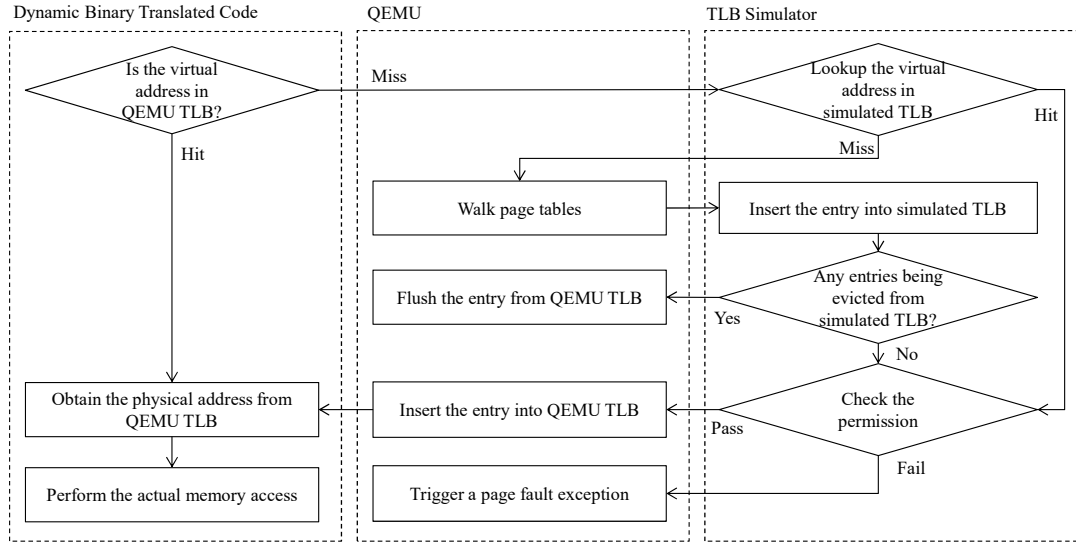 Dynamic Binary Translated Code
QEMU
TLB Simulator
Is the virtual
address in
QEMU TLB?
Miss
Lookup the virtual
address in
simulated TLB
Hit
Hit
Miss
Walk page tables
Insert the entry into simulated TLB
Flush the entry from QEMU TLB
Any entries being
evicted from
simulated TLB?
Yes
No
Obtain the physical address from
QEMU TLB
Insert the entry into QEMU TLB
Check the
permission
Pass
Fail
Perform the actual memory access
Trigger a page fault exception